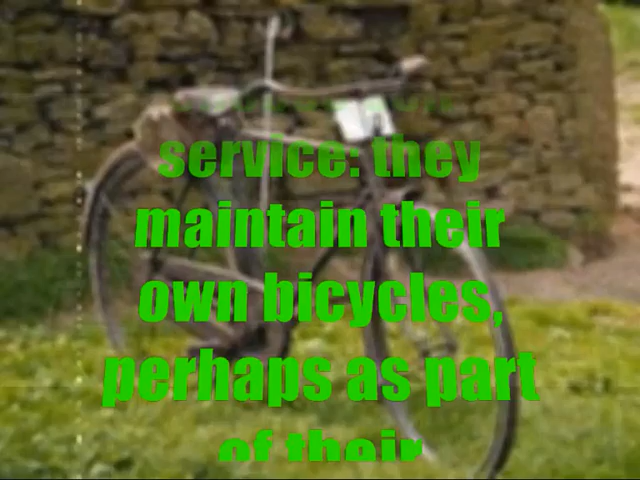 service: they
maintain their
own bicycles,
perhaps as part
of their